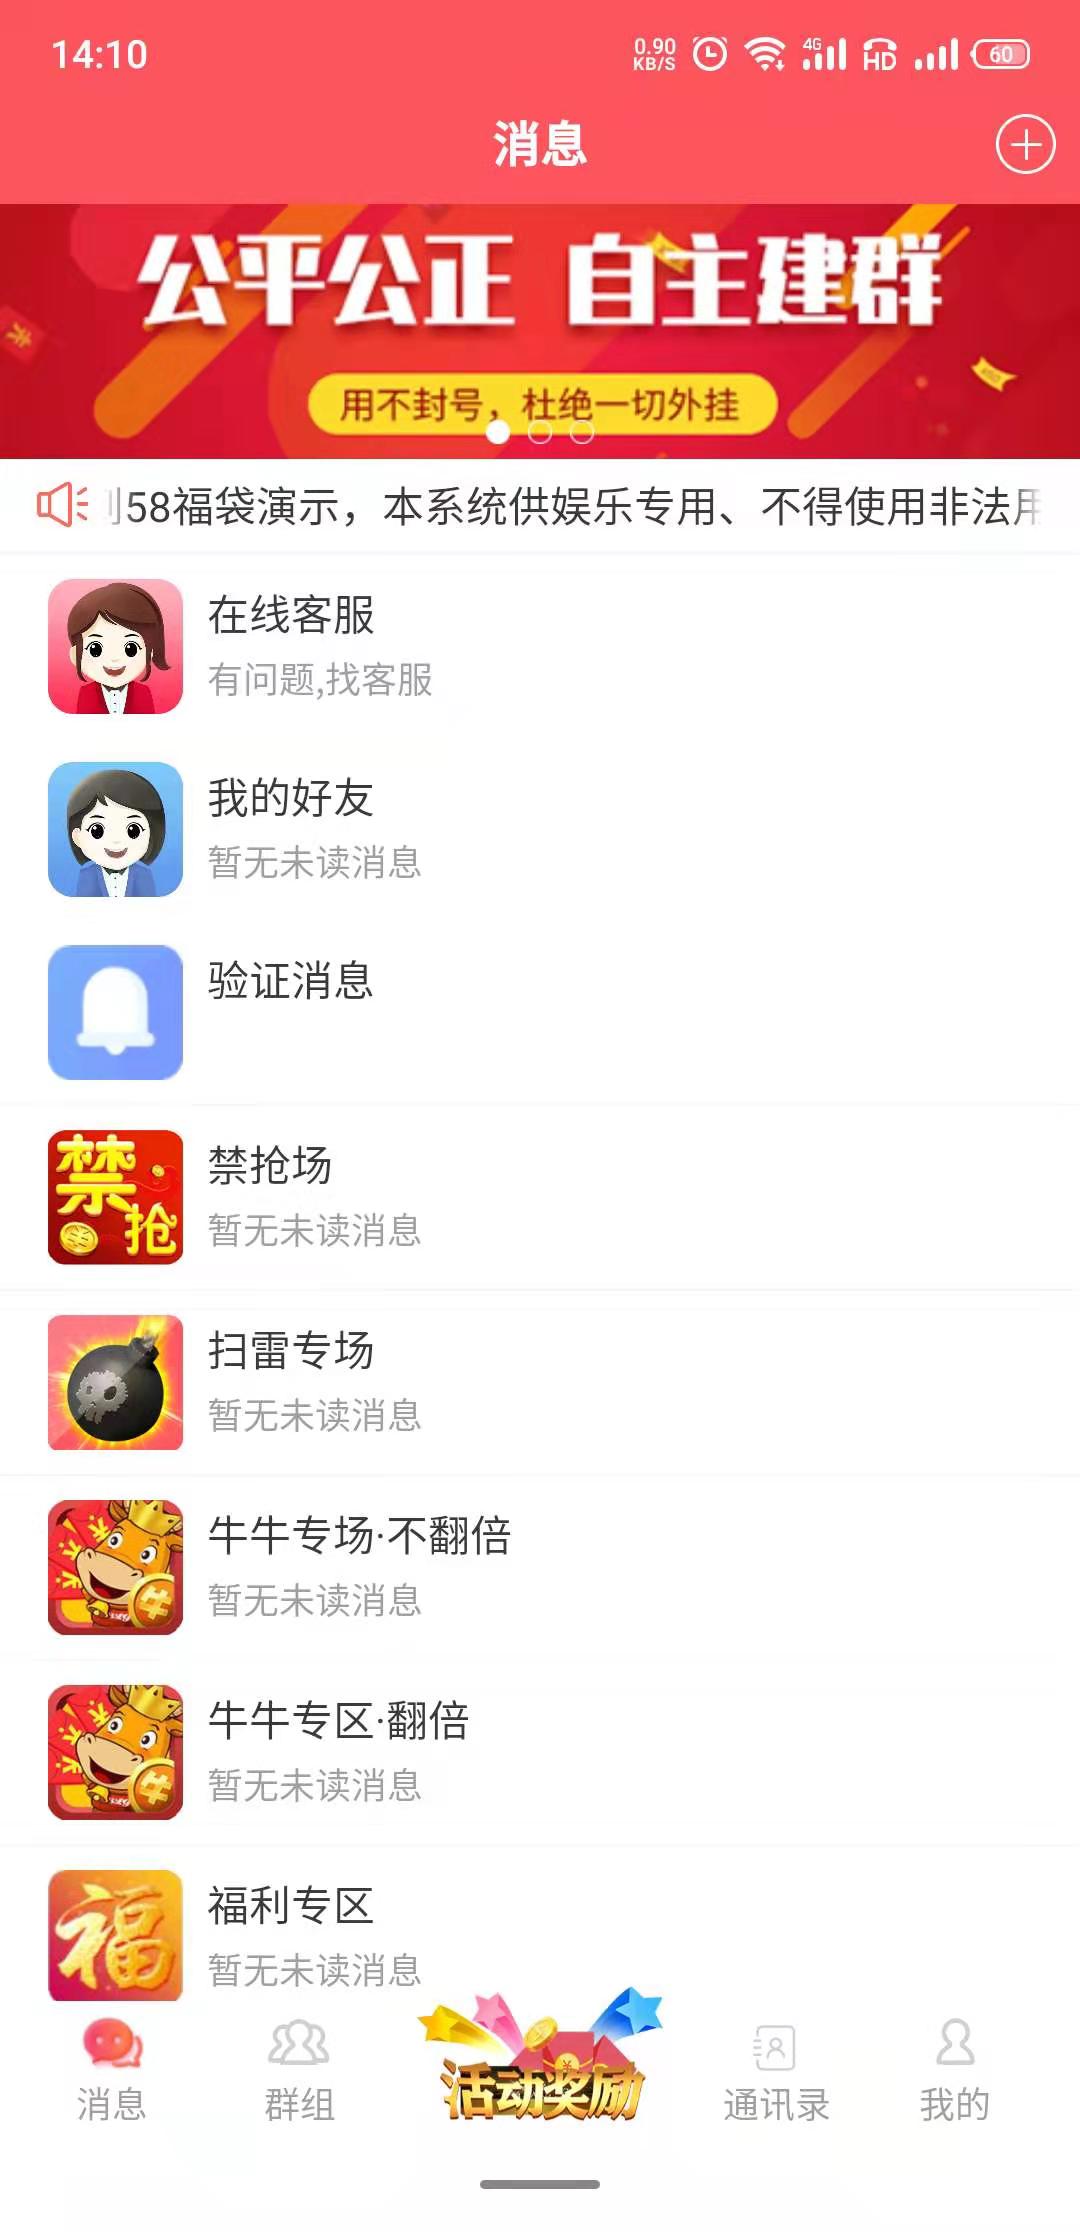 14:10
0.90
KB/S
4G
HD
60
消息
公平公正 自主建群
用不封号，杜绝一切外挂
58福袋演示，本系统供娱乐专用、不得使用非法用
在线客服
有问题,找客服
我的好友
暂无未读消息
验证消息
禁
抢
禁抢场
暂无未读消息
扫雷专场
暂无未读消息
牛牛专场·不翻倍
暂无未读消息
牛牛专区·翻倍
暂无未读消息
福
福利专区
暂无未读消息
活动奖励
消息
群组
通讯录
我的